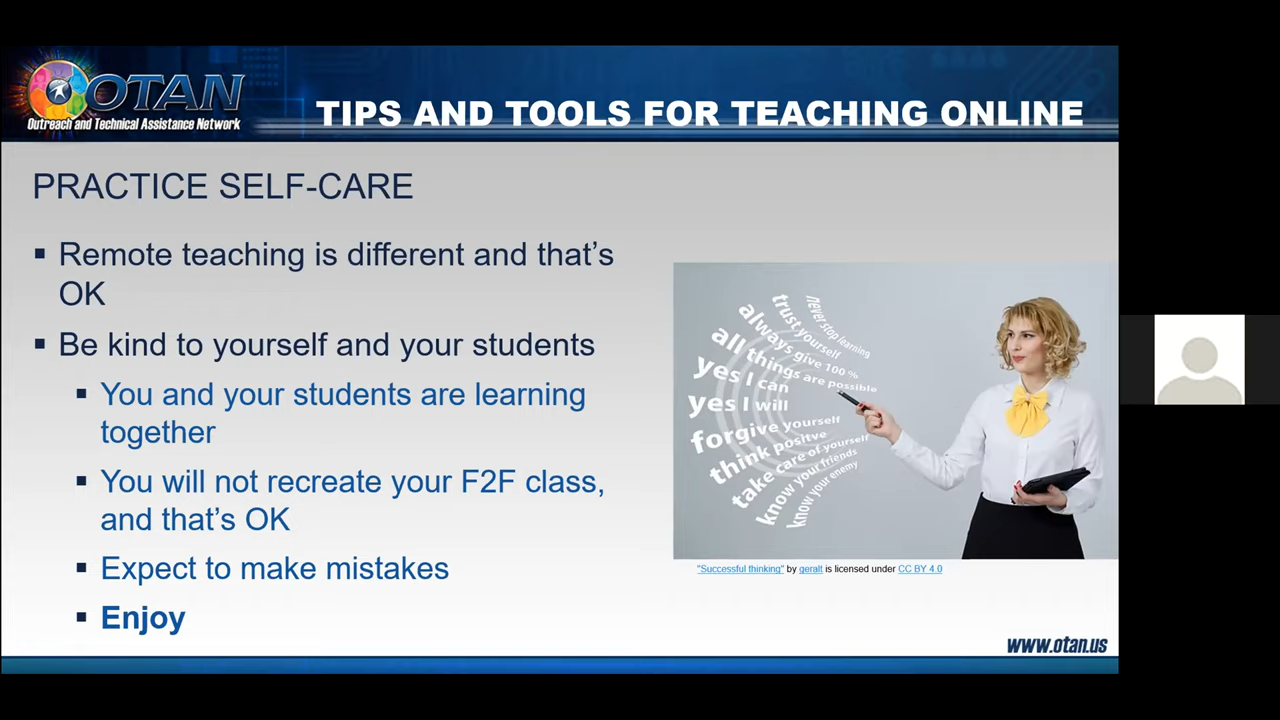 OTAN
Outreach and Technical Assistance Network
TIPS AND TOOLS FOR TEACHING ONLINE
PRACTICE SELF-CARE
▪ Remote teaching is different and that’s
OK
▪ Be kind to yourself and your students
▪ You and your students are learning
together
▪ You will not recreate your F2F class,
and that’s OK
▪ Expect to make mistakes
▪ Enjoy
never stop learning
trust yourself
always give 100 %
all things are possible
yes I can
yes I will
forgive yourself
think positve
take care of yourself
know your friends
know your enemy
"Successful thinking" by geralt is licensed under CC BY 4.0
www.otan.us